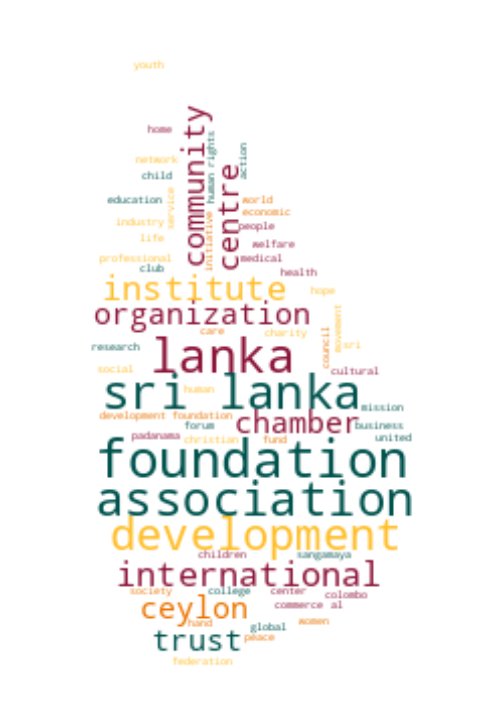 youth
home
community
human rights
action
network
centre
child
service
education
world
initiative
economic
industry
people
life
welfare
professional
medical
club
health
institute
hope
organization
movement
care
charity
council
research
lanka
sri
social
cultural
sri lanka
human
mission
development foundation
chamber
forum
business
padanama
christian
fund
united
foundation
association
development
children
sangamaya
international
society
college
center
colombo
ceylon
commerce al
hand
women
global
trust
peace
federation